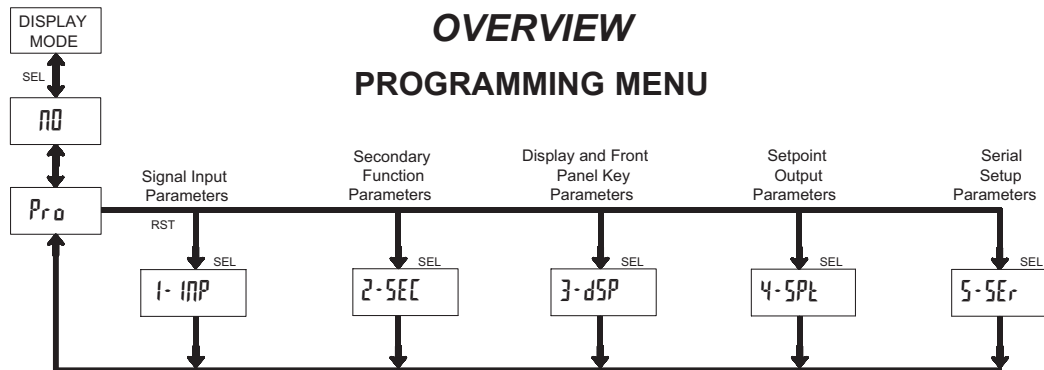 DISPLAY
MODE
OVERVIEW
PROGRAMMING MENU
SEL
NO
Pro
Signal Input
Parameters
Secondary
Function
Parameters
Display and Front
Panel Key
Parameters
Setpoint
Output
Parameters
Serial
Setup
Parameters
RST
SEL
SEL
SEL
SEL
SEL
1-INP
2-SEC
3-dSP
4-SPt
5-SEr